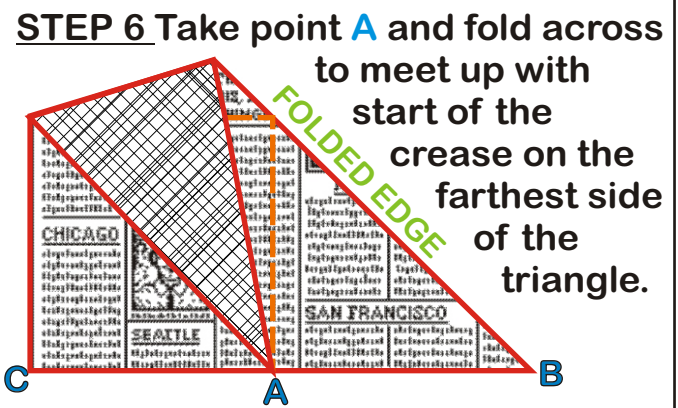 STEP 6 Take point A and fold across
to meet up with
start of the
crease on the
farthest side
of the
triangle.
FOLDED EDGE
CHICAGO
SAN FRANCISCO
SEATTLE
C
A
B